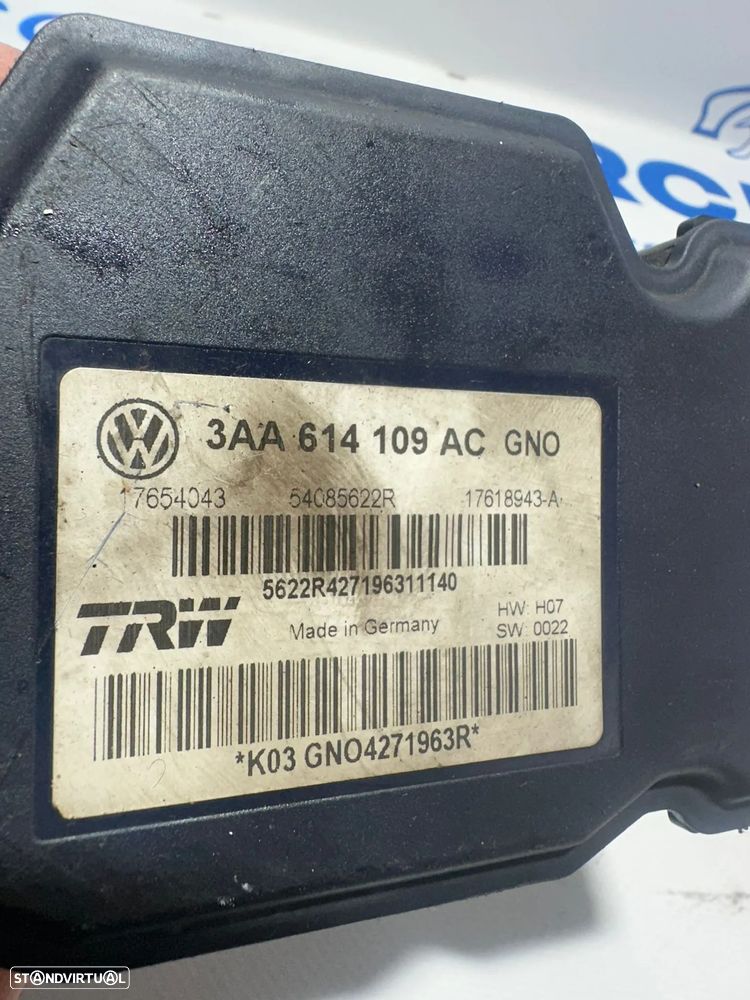 3AA 614 109 AC GNO
17654043 54085622R 17618943-A
5622R427196311140
TRW Made in Germany HW: H07
SW: 0022
*K03 GNO4271963R*
STANDVIRTUAL